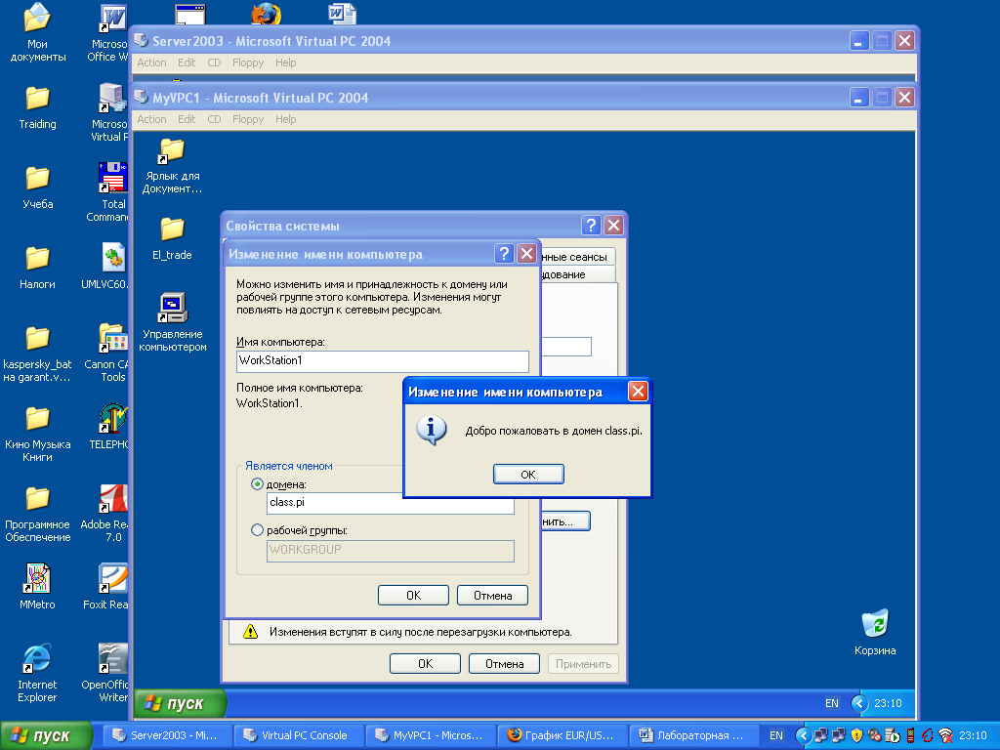 Мои
документы
Traiding
Учеба
Налоги
kaspersky_bat
на garant.v...
Кино Музыка
Книги
Программное
Обеспечение
MMetro
Internet
Explorer
Microso
Office W
Microso
Virtual P
Total
Comman
UMLVC60.
Canon CA
Tools
TELEPHO
Adobe Rea
7.0
Foxit Rea
OpenOffic
Writer
Server2003 - Microsoft Virtual PC 2004
Action Edit CD Floppy Help
MyVPC1 - Microsoft Virtual PC 2004
Action Edit CD Floppy Help
Ярлык для
Документ...
El_trade
Управление
компьютером
Корзина
Свойства системы
нные сеансы
удование
нить...
Изменения вступят в силу после перезагрузки компьютера.
ОК Отмена Применить
Изменение имени компьютера
Можно изменить имя и принадлежность к домену или
рабочей группе этого компьютера. Изменения могут
повлиять на доступ к сетевым ресурсам.
Имя компьютера:
WorkStation1
Полное имя компьютера:
WorkStation1.
Является членом
домена:
class.pi
рабочей группы:
WORKGROUP
ОК Отмена
Изменение имени компьютера
Добро пожаловать в домен class.pi.
ОК
пуск EN 23:10
пуск Server2003 - Mi... Virtual PC Console MyVPC1 - Micros... График EUR/US... Лабораторная ... EN 23:10